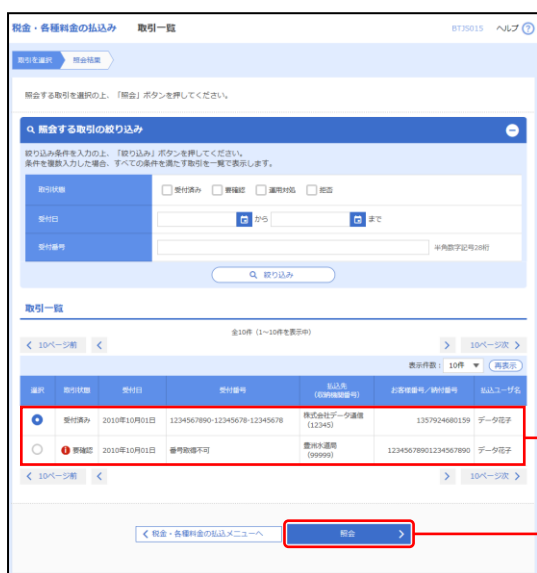 税金・各種料金の払込み 取引一覧 BTJS015 ヘルプ ?
取引を選択 照会結果
照会する取引を選択の上、「照会」ボタンを押してください。
照会する取引の絞り込み
絞り込み条件を入力の上、「絞り込み」ボタンを押してください。
条件を複数入力した場合、すべての条件を満たす取引を一覧で表示します。
取引状態 受付済み 要確認 運用対処 拒否
受付日 から まで
受付番号 半角数字記号28桁
絞り込み
取引一覧
全10件（1～10件を表示中）
10ページ前 10ページ次
表示件数： 10件 再表示
選択 取引状態 受付日 受付番号 払込先 お客様番号／納付番号 払込ユーザ名
(収納機関番号)
受付済み 2010年10月01日 1234567890-12345678-12345678 株式会社データ通信 1357924680159 データ花子
(12345)
要確認 2010年10月01日 番号取得不可 豊洲水道局 12345678901234567890 データ花子
(99999)
10ページ前 10ページ次
税金・各種料金の払込メニューへ 照会